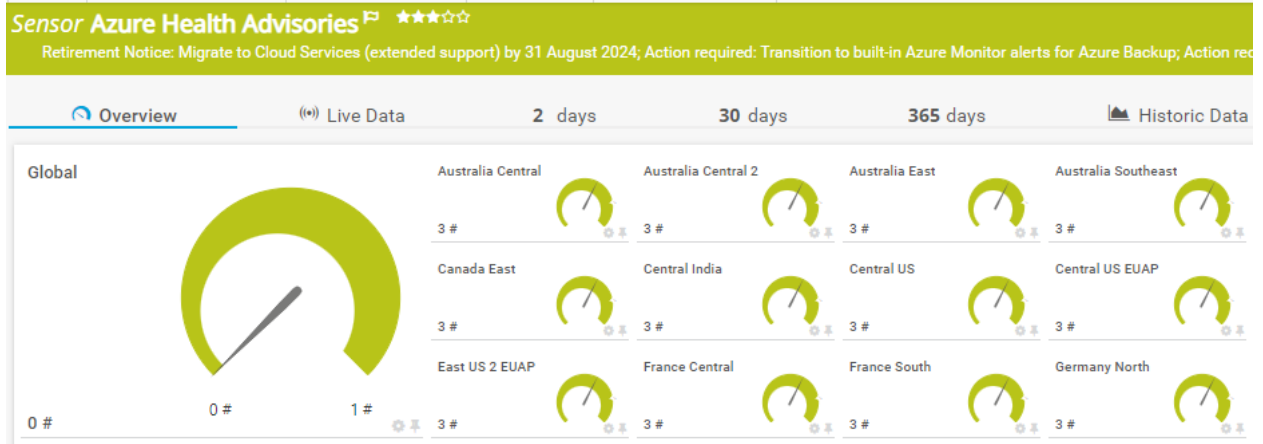 Sensor Azure Health Advisories
Retirement Notice: Migrate to Cloud Services (extended support) by 31 August 2024; Action required: Transition to built-in Azure Monitor alerts for Azure Backup; Action rec
Overview
Live Data
2 days
30 days
365 days
Historic Data
Global
0 #
1 #
0 #
Australia Central
3 #
Australia Central 2
3 #
Australia East
3 #
Australia Southeast
3 #
Canada East
3 #
Central India
3 #
Central US
3 #
Central US EUAP
3 #
East US 2 EUAP
3 #
France Central
3 #
France South
3 #
Germany North
3 #